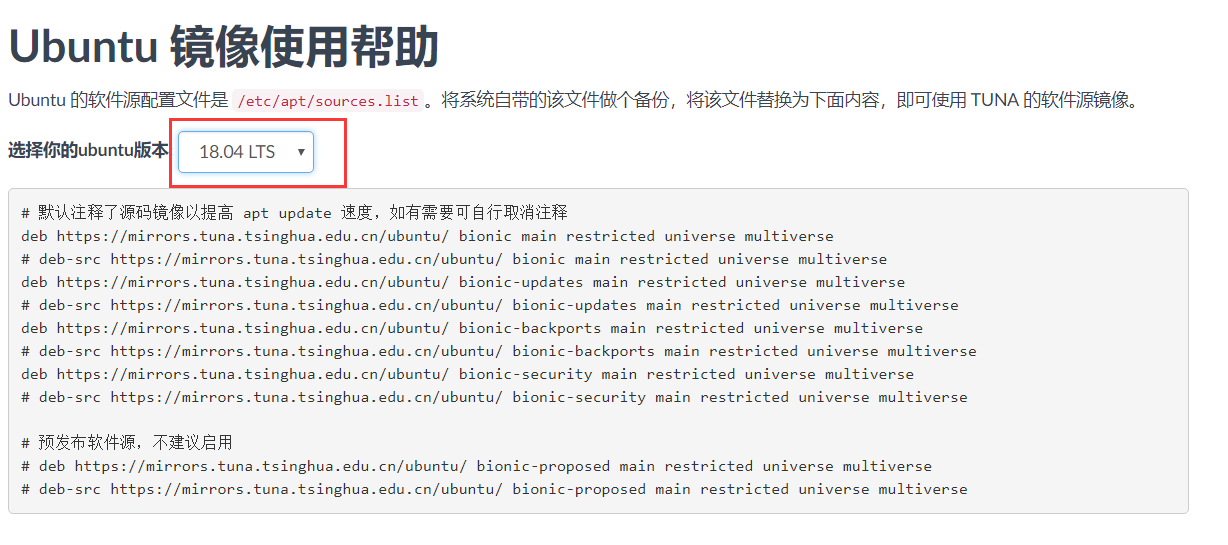 Ubuntu 镜像使用帮助
Ubuntu 的软件源配置文件是 /etc/apt/sources.list。将系统自带的该文件做个备份，将该文件替换为下面内容，即可使用 TUNA 的软件源镜像。
选择你的ubuntu版本 18.04 LTS
# 默认注释了源码镜像以提高 apt update 速度，如有需要可自行取消注释
deb https://mirrors.tuna.tsinghua.edu.cn/ubuntu/ bionic main restricted universe multiverse
# deb-src https://mirrors.tuna.tsinghua.edu.cn/ubuntu/ bionic main restricted universe multiverse
deb https://mirrors.tuna.tsinghua.edu.cn/ubuntu/ bionic-updates main restricted universe multiverse
# deb-src https://mirrors.tuna.tsinghua.edu.cn/ubuntu/ bionic-updates main restricted universe multiverse
deb https://mirrors.tuna.tsinghua.edu.cn/ubuntu/ bionic-backports main restricted universe multiverse
# deb-src https://mirrors.tuna.tsinghua.edu.cn/ubuntu/ bionic-backports main restricted universe multiverse
deb https://mirrors.tuna.tsinghua.edu.cn/ubuntu/ bionic-security main restricted universe multiverse
# deb-src https://mirrors.tuna.tsinghua.edu.cn/ubuntu/ bionic-security main restricted universe multiverse
# 预发布软件源，不建议启用
# deb https://mirrors.tuna.tsinghua.edu.cn/ubuntu/ bionic-proposed main restricted universe multiverse
# deb-src https://mirrors.tuna.tsinghua.edu.cn/ubuntu/ bionic-proposed main restricted universe multiverse